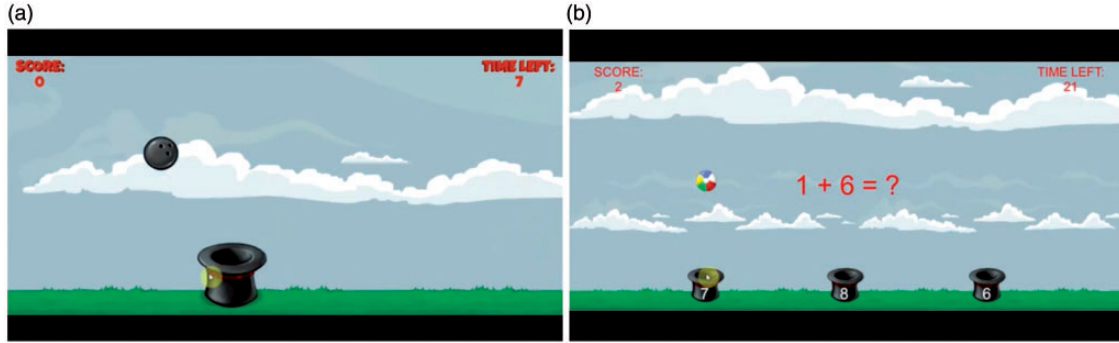 (a)
SCORE:
0
TIME LEFT:
7
(b)
SCORE:
2
TIME LEFT:
21
1 + 6 = ?
7
8
6